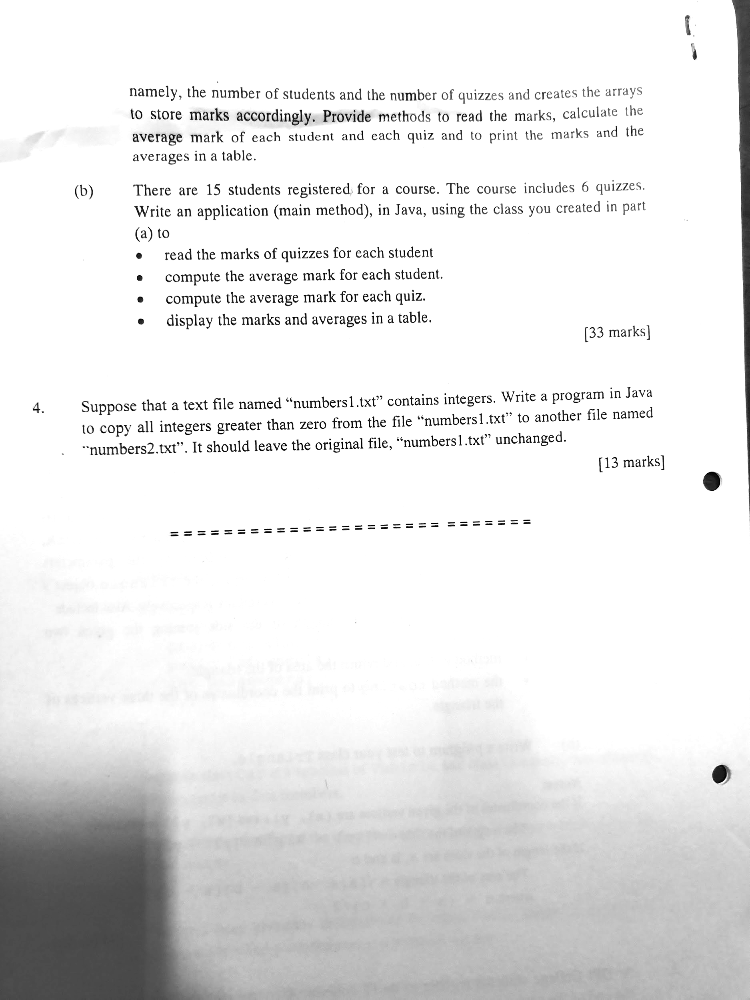 namely, the number of students and the number of quizzes and creates the arrays
to store marks accordingly. Provide methods to read the marks, calculate the
average mark of each student and each quiz and to print the marks and the
averages in a table.
(b) There are 15 students registered for a course. The course includes 6 quizzes.
Write an application (main method), in Java, using the class you created in part
(a) to
• read the marks of quizzes for each student
• compute the average mark for each student.
• compute the average mark for each quiz.
• display the marks and averages in a table.
[33 marks]
4. Suppose that a text file named “numbers1.txt” contains integers. Write a program in Java
to copy all integers greater than zero from the file “numbers1.txt” to another file named
“numbers2.txt”. It should leave the original file, “numbers1.txt” unchanged.
[13 marks]
= = = = = = = = = = = = = = = = = = = = = = = = = = = =